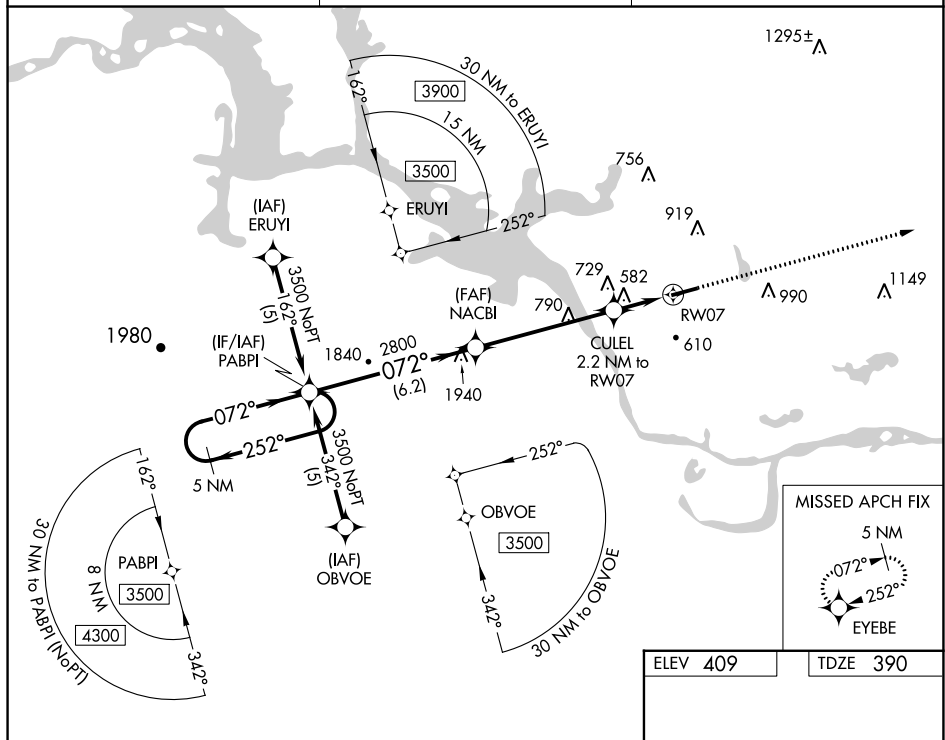 1295±
30 NM to ERUYI
162°
3900
15 NM
3500
ERUYI
252°
756
919
(IAF)
ERUYI
3500 NoPT
162°
(5)
729
582
990
1149
(FAF)
NACBI
790
RW07
1980
(IF/IAF)
PABPI
1840
2800
072°
(6.2)
1940
CULEL
2.2 NM to
RW07
610
072°
252°
5 NM
3500 NoPT
342°
(5)
(IAF)
OBVOE
162°
PABPI
8 NM
3500
4300
30 NM to PABPI (NoPT)
342°
252°
OBVOE
3500
342°
30 NM to OBVOE
MISSED APCH FIX
5 NM
072°
252°
EYEBE
ELEV 409
TDZE 390